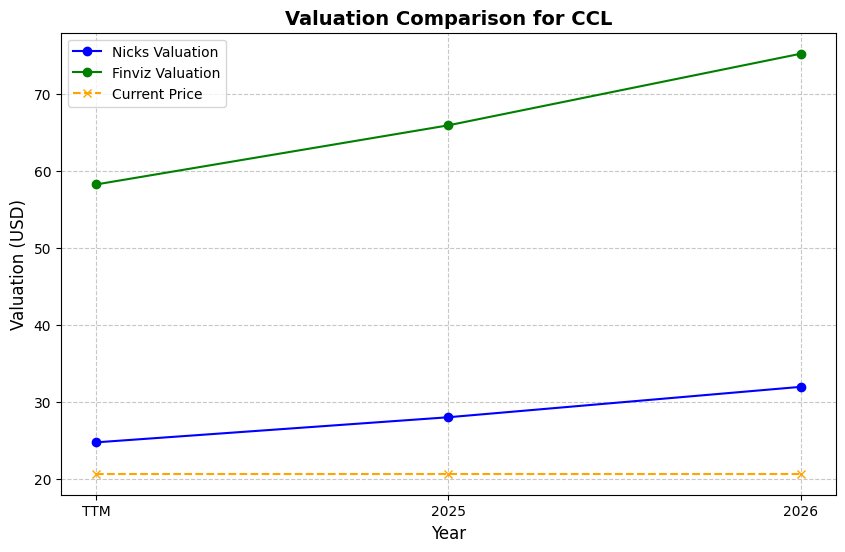 Valuation Comparison for CCL
Nicks Valuation
Finviz Valuation
Current Price
Valuation (USD)
70
60
50
40
30
20
TTM
2025
2026
Year